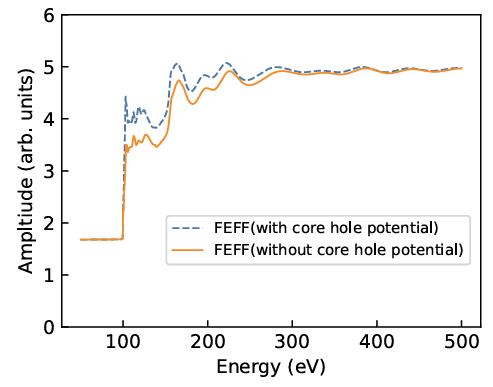 6
5
4
3
2
1
0
Ampltiude (arb. units)
FEFF(with core hole potential)
FEFF(without core hole potential)
100 200 300 400 500
Energy (eV)